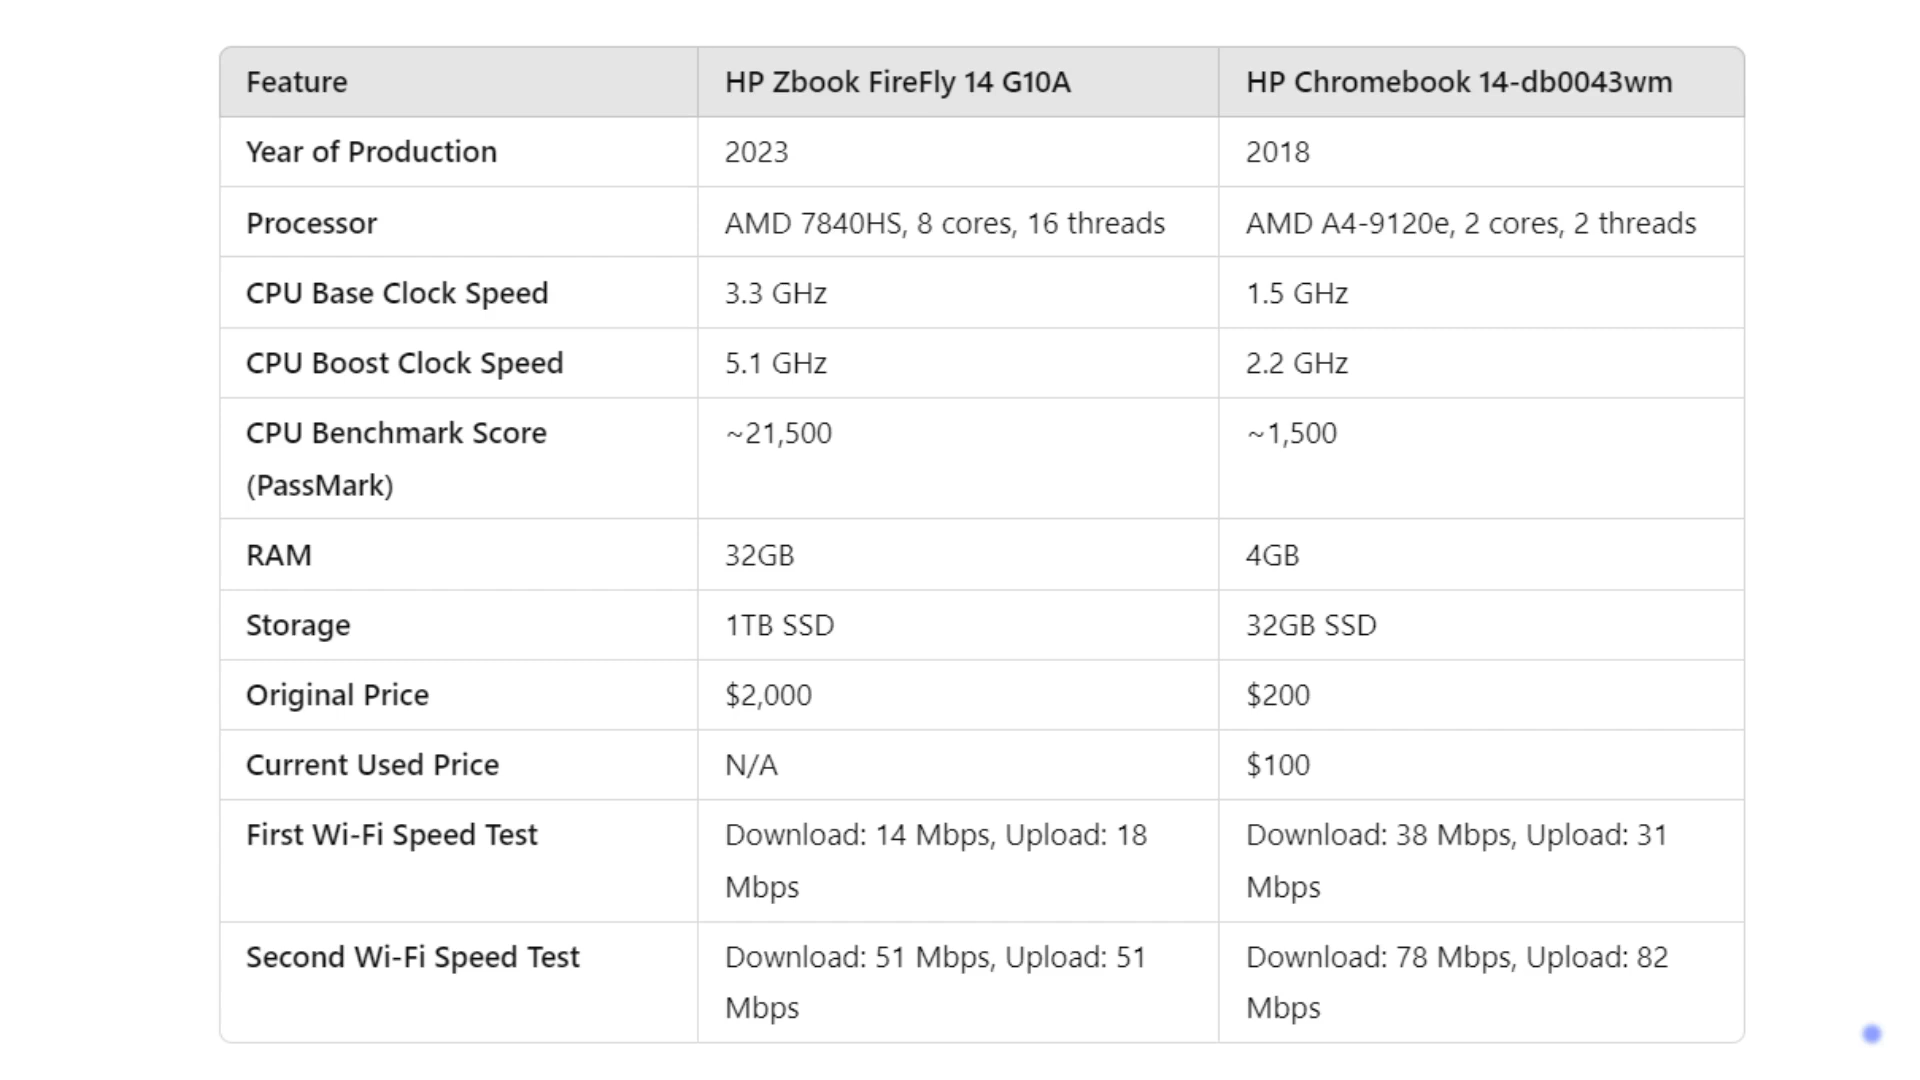 Feature HP Zbook FireFly 14 G10A HP Chromebook 14-db0043wm
Year of Production 2023 2018
Processor AMD 7840HS, 8 cores, 16 threads AMD A4-9120e, 2 cores, 2 threads
CPU Base Clock Speed 3.3 GHz 1.5 GHz
CPU Boost Clock Speed 5.1 GHz 2.2 GHz
CPU Benchmark Score ~21,500 ~1,500
(PassMark)
RAM 32GB 4GB
Storage 1TB SSD 32GB SSD
Original Price $2,000 $200
Current Used Price N/A $100
First Wi-Fi Speed Test Download: 14 Mbps, Upload: 18 Download: 38 Mbps, Upload: 31
Mbps Mbps
Second Wi-Fi Speed Test Download: 51 Mbps, Upload: 51 Download: 78 Mbps, Upload: 82
Mbps Mbps